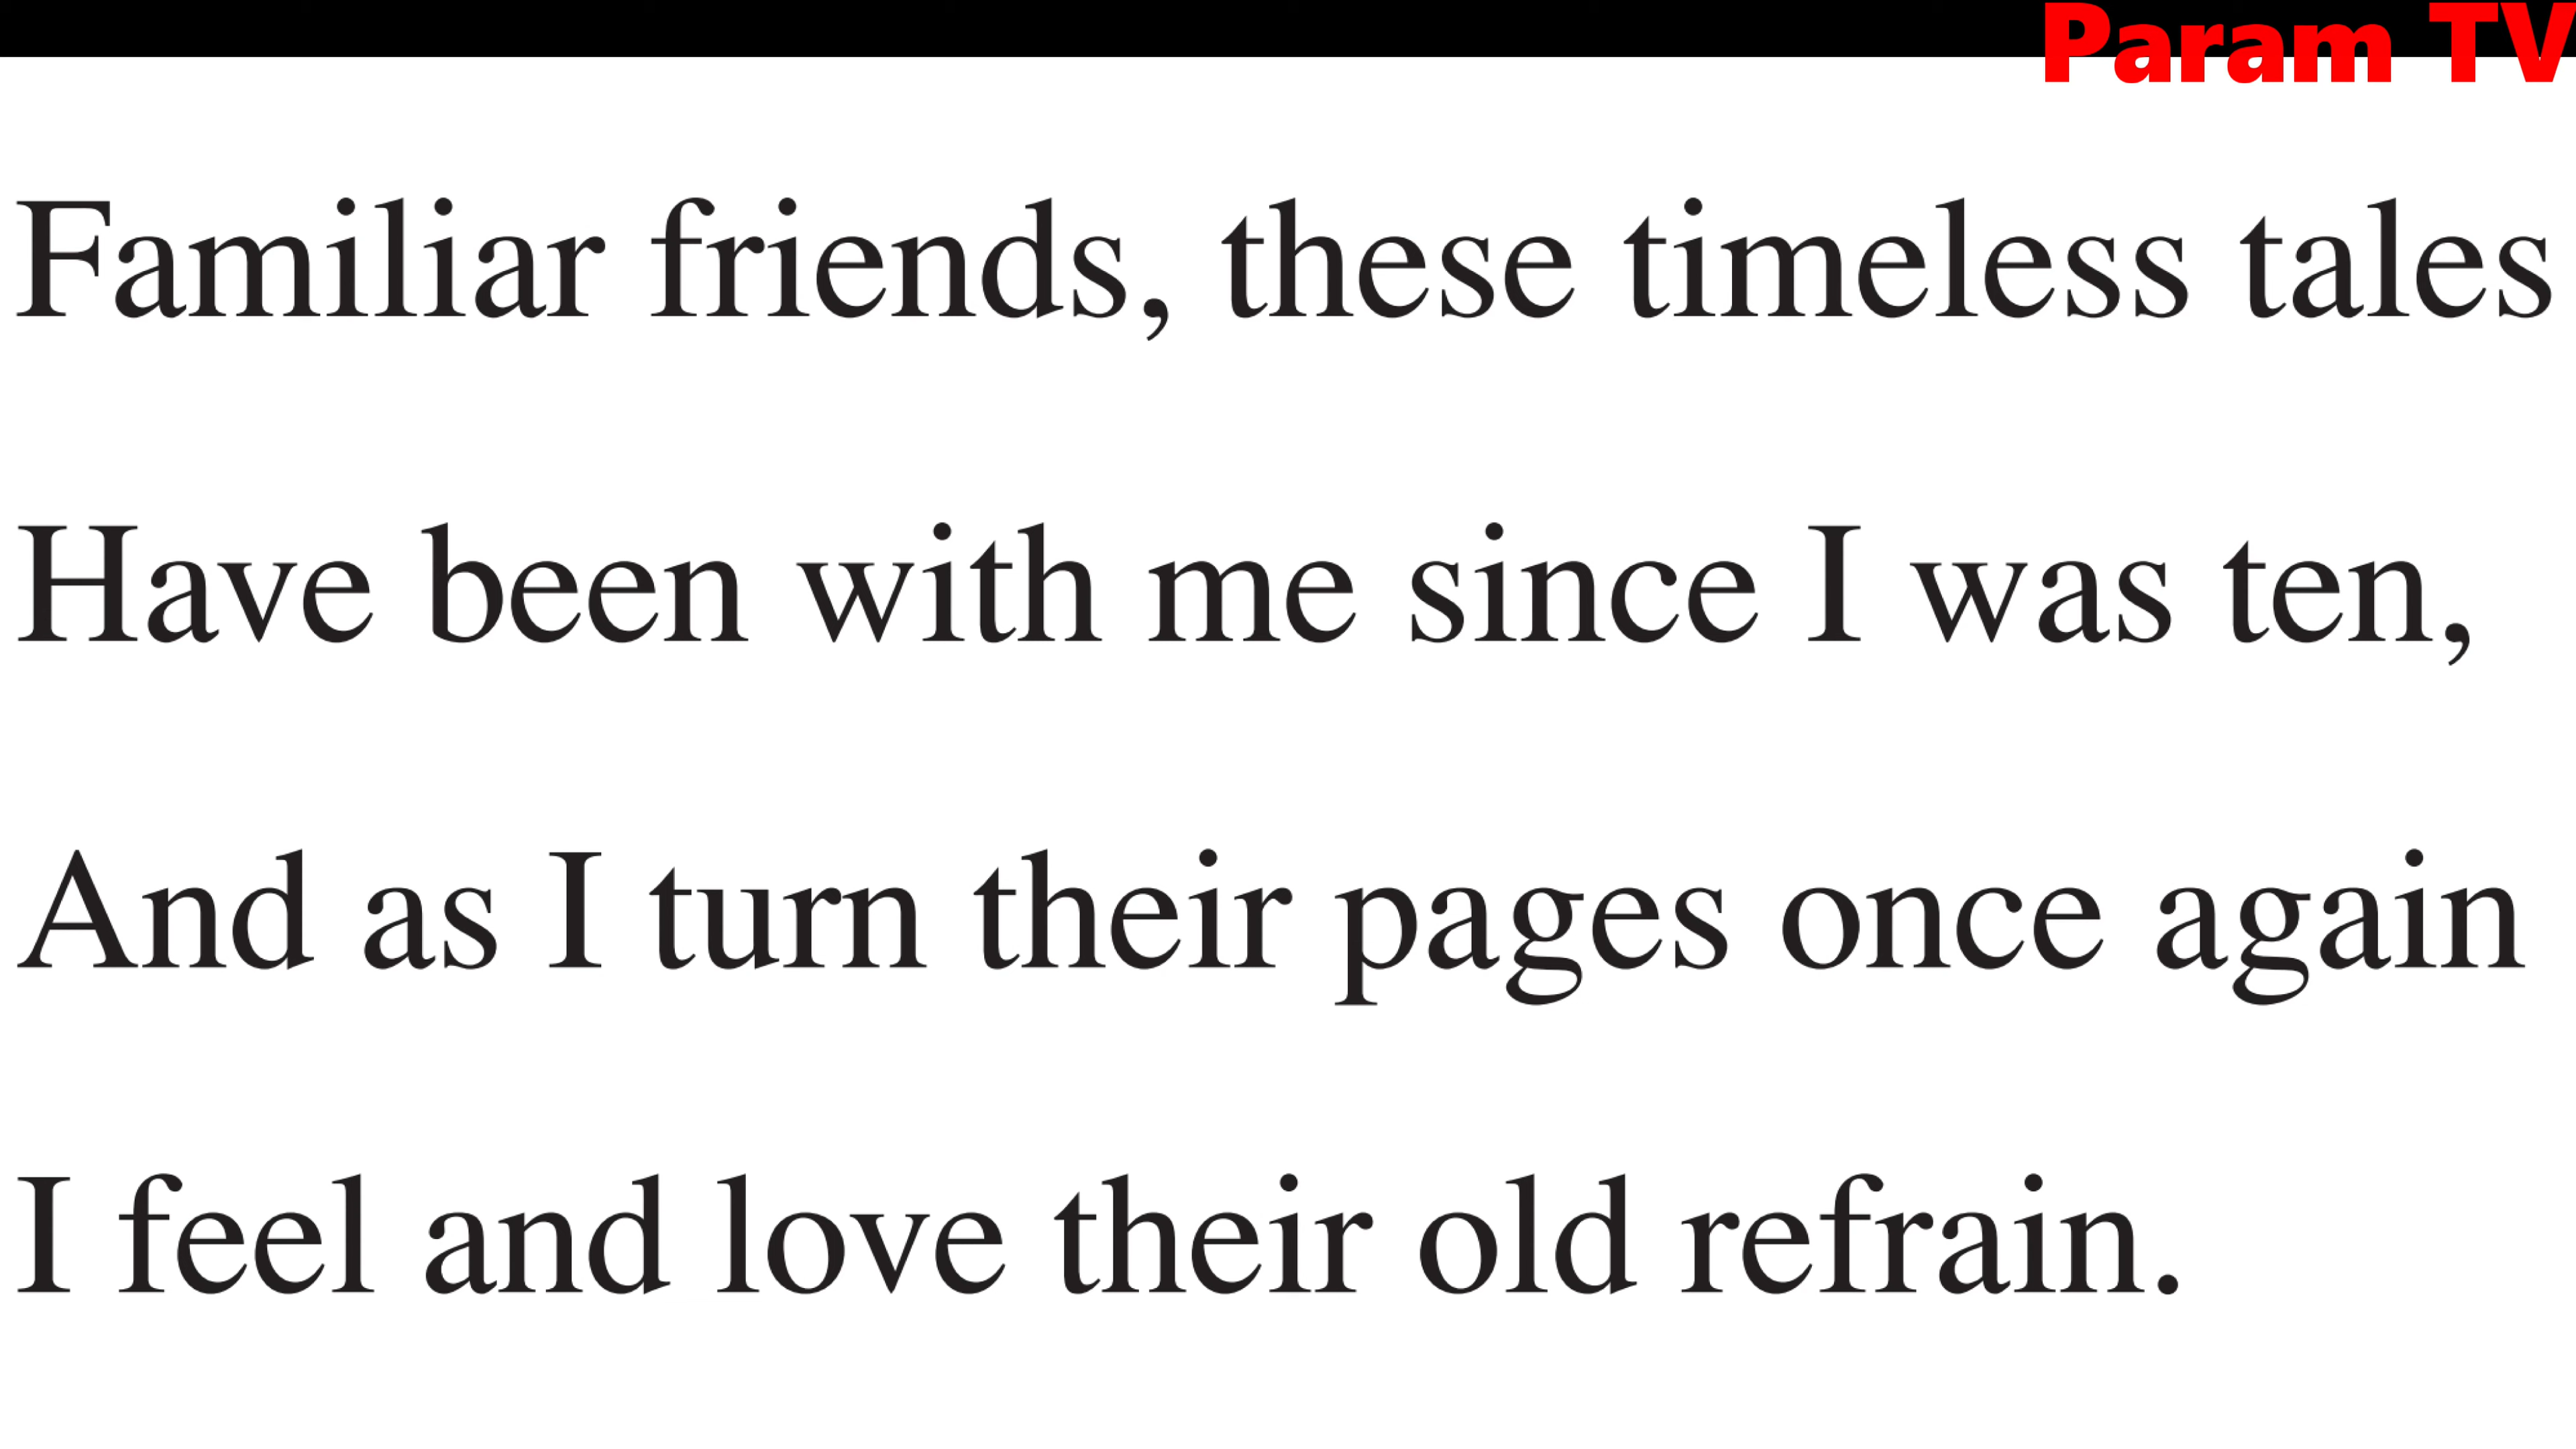 Param TV
Familiar friends, these timeless tales
Have been with me since I was ten,
And as I turn their pages once again
I feel and love their old refrain.